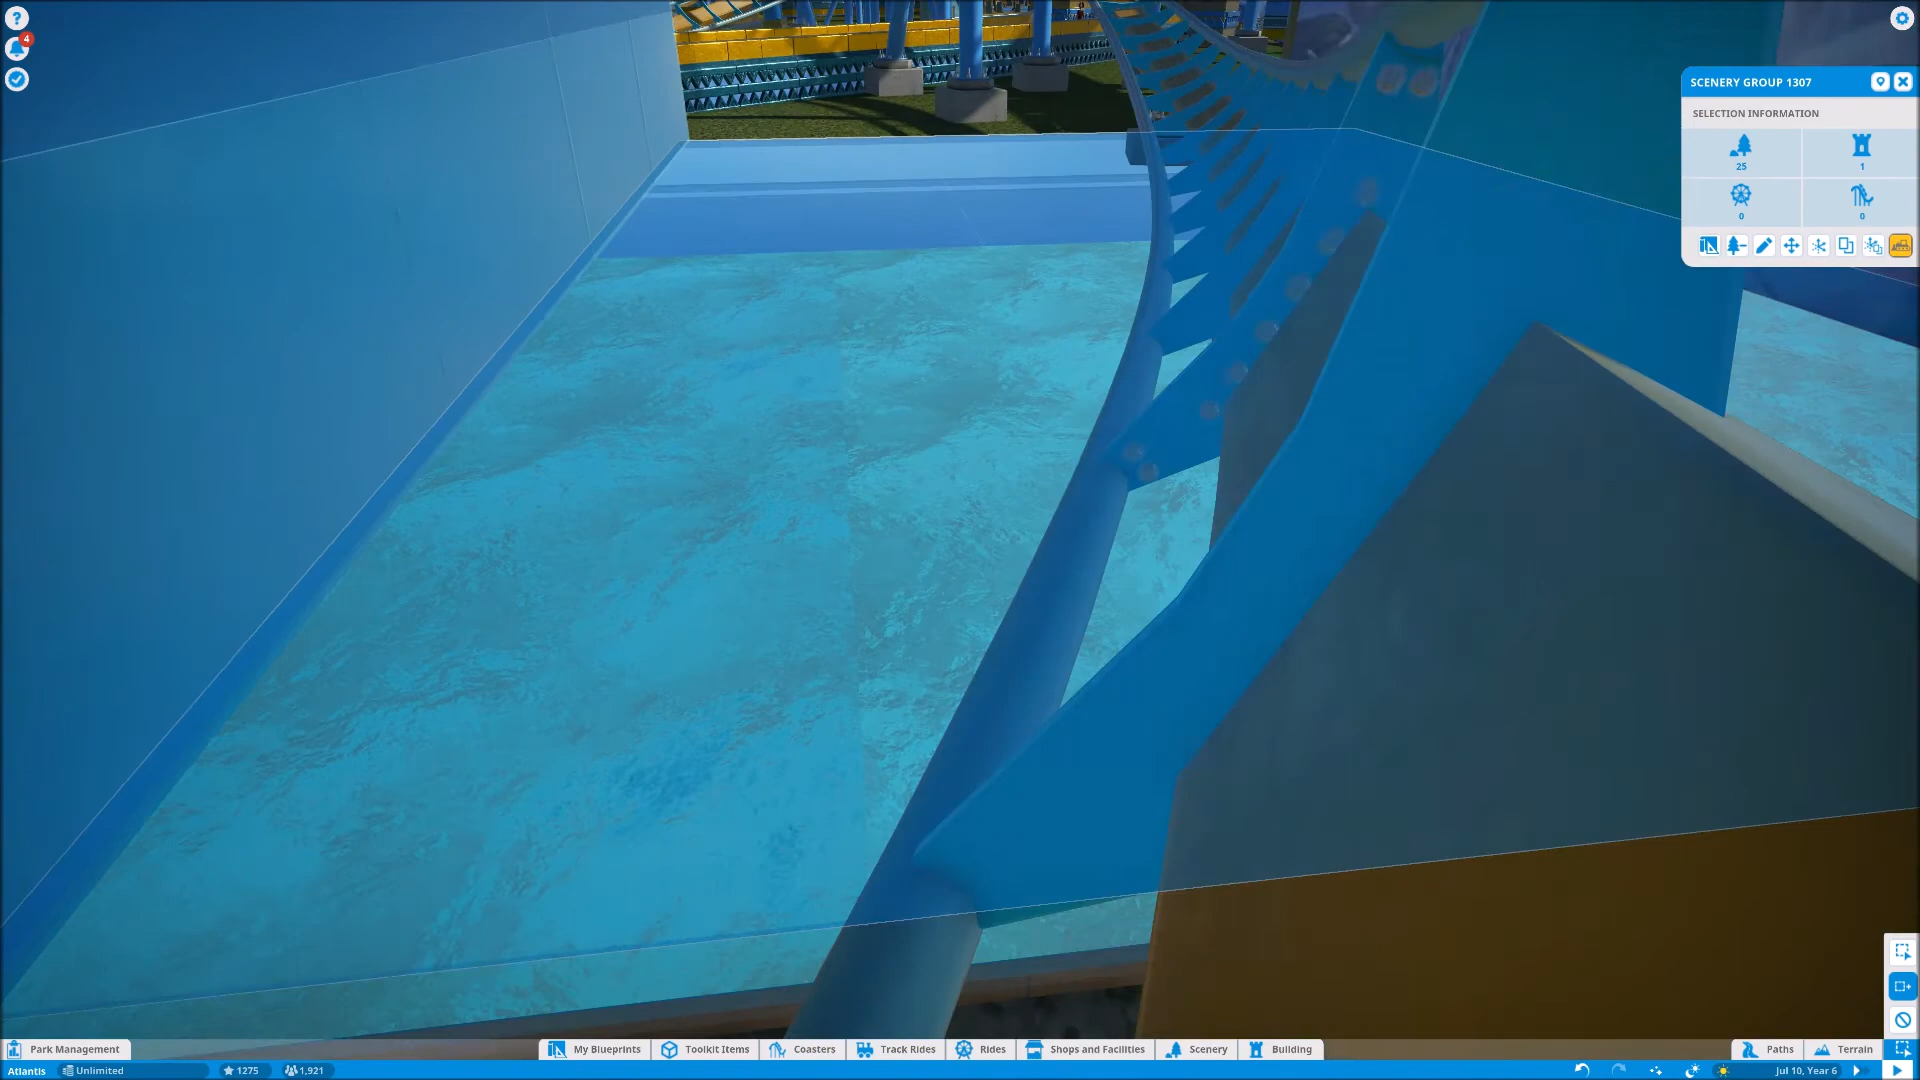 ?
4
SCENERY GROUP 1307
SELECTION INFORMATION
25
1
0
0
Park Management
My Blueprints
Toolkit Items
Coasters
Track Rides
Rides
Shops and Facilities
Scenery
Building
Paths
Terrain
Atlantis
Unlimited
1275
1,921
Jul 10, Year 6